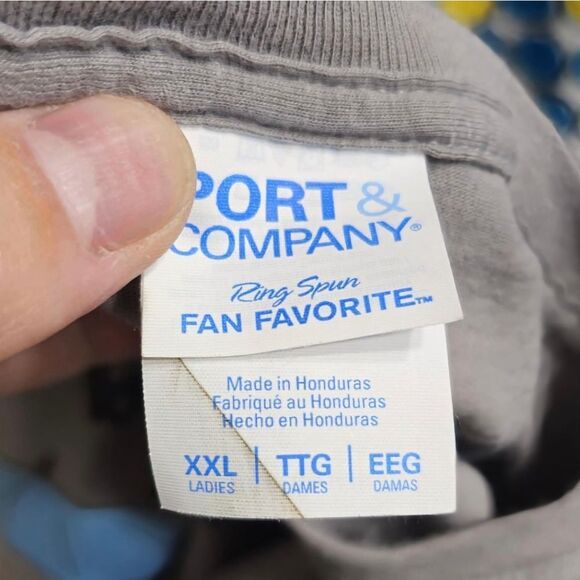 PORT &
COMPANY®
Ring Spun
FAN FAVORITE™
Made in Honduras
Fabriqué au Honduras
Hecho en Honduras
XXL | TTG | EEG
LADIES DAMES DAMAS